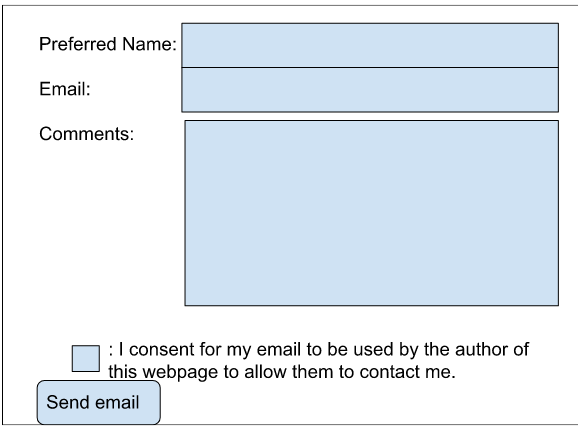 Preferred Name:
Email:
Comments:
: I consent for my email to be used by the author of
this webpage to allow them to contact me.
Send email